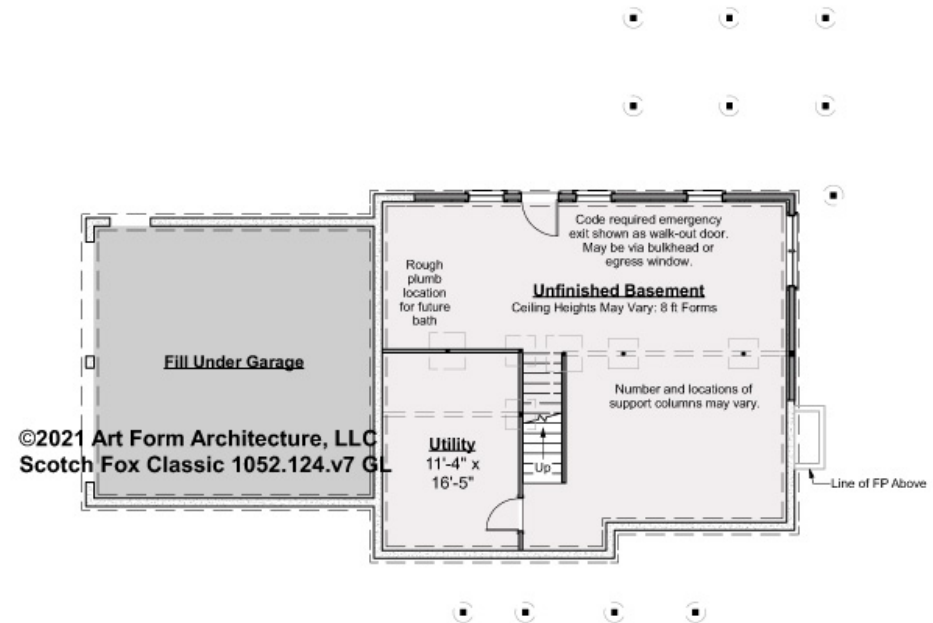 Code required emergency
exit shown as walk-out door.
May be via bulkhead or
egress window.
Rough
plumb
location
for future
bath
Unfinished Basement
Ceiling Heights May Vary: 8 ft Forms
Fill Under Garage
Number and locations of
support columns may vary.
©2021 Art Form Architecture, LLC
Scotch Fox Classic 1052.124.v7 GL
Utility
11'-4" x
16'-5"
Up
Line of FP Above